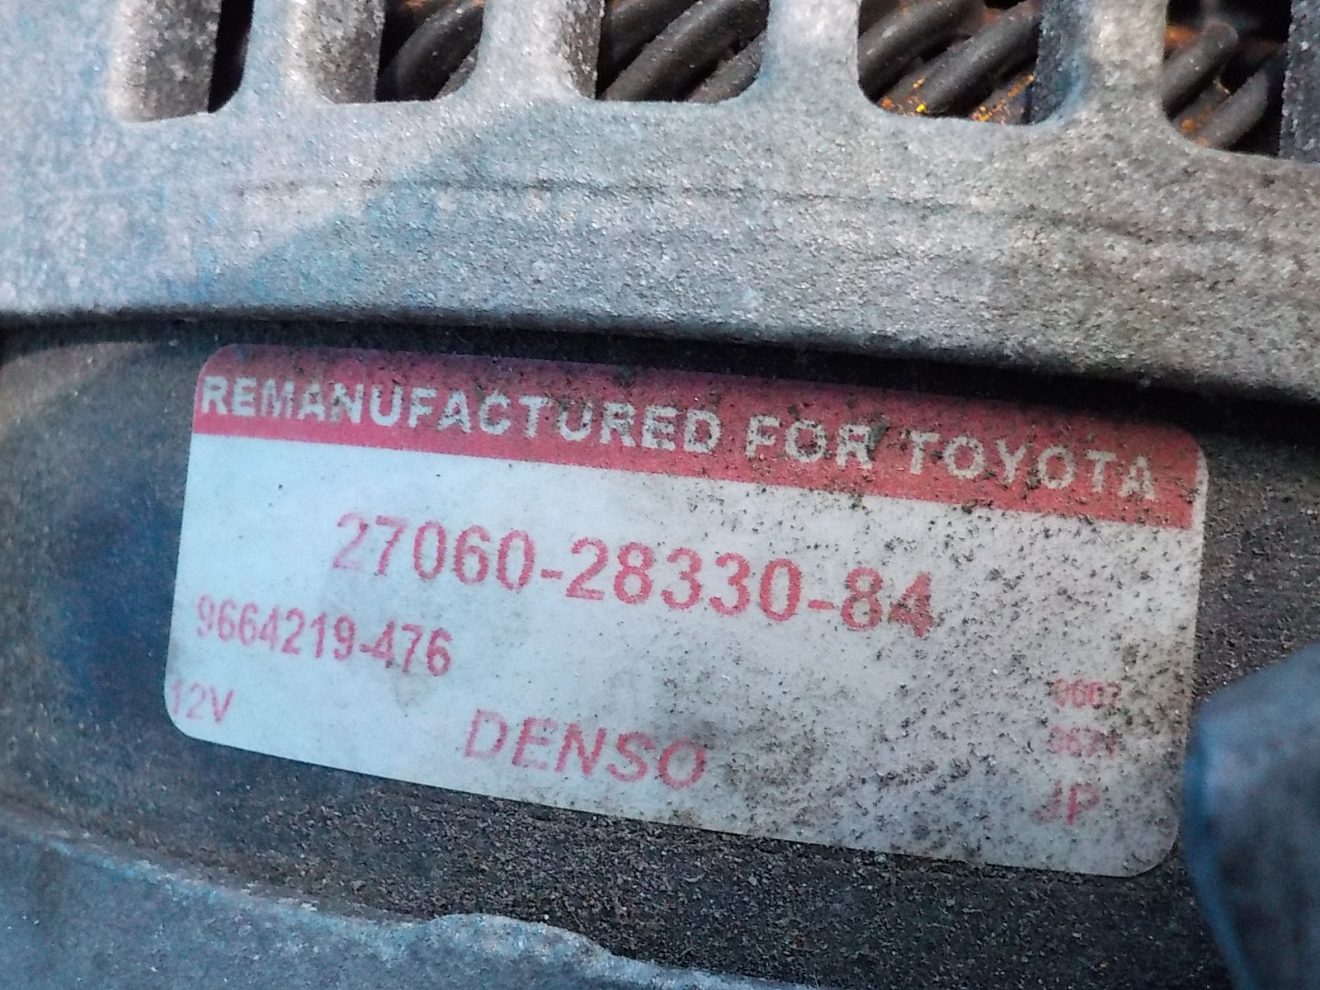 REMANUFACTURED FOR TOYOTA
27060-28330-84
9664219-476
12V
DENSO
JP